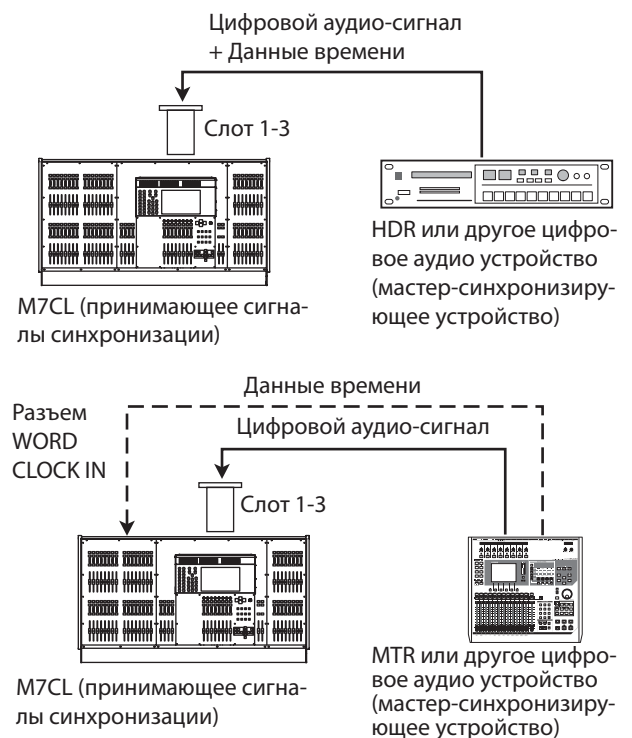 Цифровой аудио-сигнал
+ Данные времени
Слот 1-3
M7CL (принимающее сигна-
лы синхронизации)
HDR или другое цифро-
вое аудио устройство
(мастер-синхронизиру-
ющее устройство)
Данные времени
Разъем
WORD
CLOCK IN
Цифровой аудио-сигнал
Слот 1-3
M7CL (принимающее сигна-
лы синхронизации)
MTR или другое цифро-
вое аудио устройство
(мастер-синхронизиру-
ющее устройство)